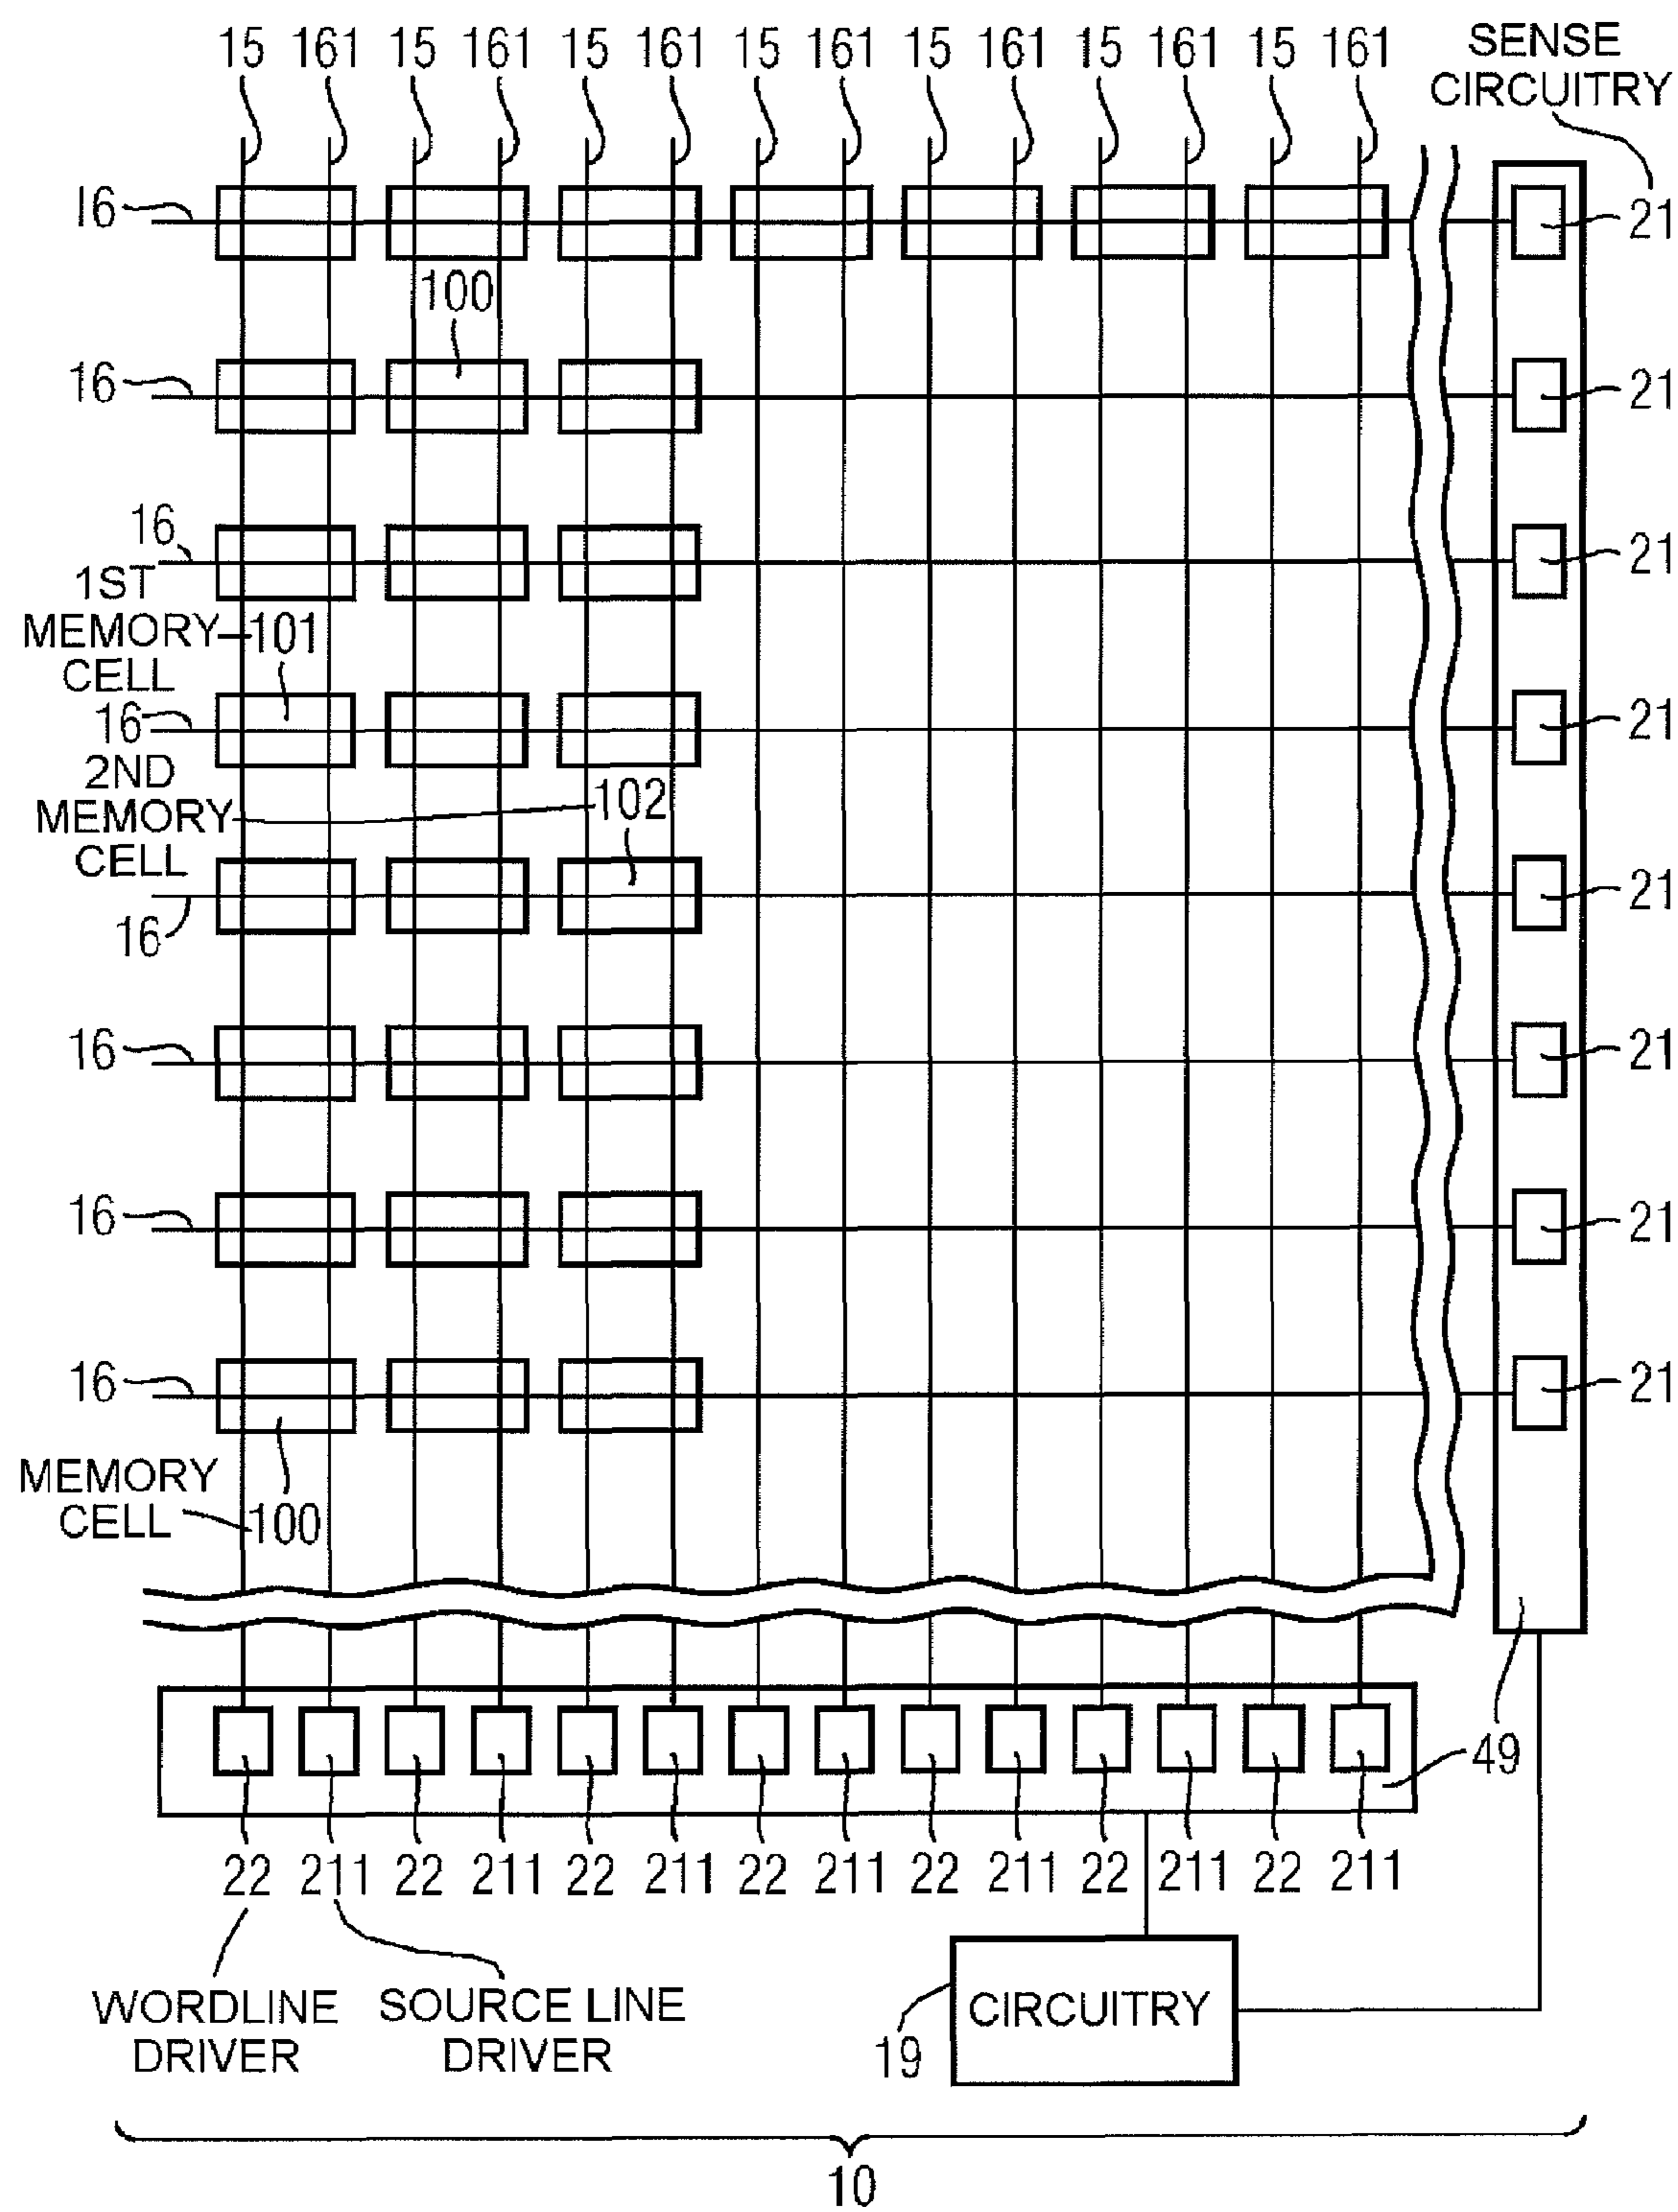 15 161 15 161 15 161 15 161 15 161 15 161 15 161
SENSE
CIRCUITRY
16 21
100
16 21
16 21
1ST
MEMORY 101
CELL
16 21
2ND
MEMORY 102
CELL
21
16
16 21
16 21
16 21
MEMORY
CELL 100
49
22 211 22 211 22 211 22 211 22 211 22 211 22 211
WORDLINE
DRIVER
SOURCE LINE
DRIVER
CIRCUITRY
19
10